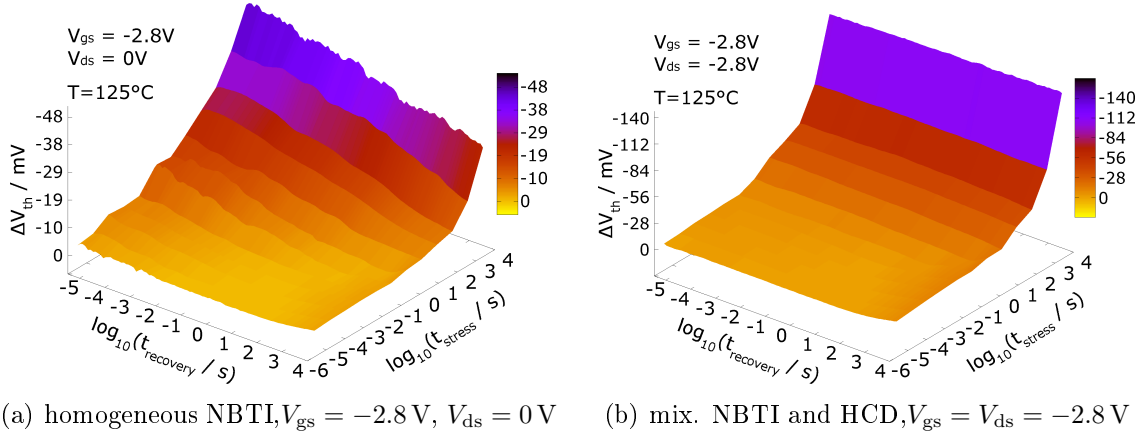 Vgs = -2.8V
Vds = 0V
T=125°C
-48
-38
-29
-19
-10
0
ΔVth / mV
-48
-48
-38
-29
-19
-10
0
-5 -4 -3 -2 -1 0 1 2 3 4
log10(trecovery / s)
-6 -5 -4 -3 -2 -1 0 1 2 3 4
log10(tstress / s)
(a) homogeneous NBTI,Vgs = −2.8 V, Vds = 0 V
Vgs = -2.8V
Vds = -2.8V
T=125°C
-140
-112
-84
-56
-28
0
ΔVth / mV
-140
-112
-84
-56
-28
0
-5 -4 -3 -2 -1 0 1 2 3 4
log10(trecovery / s)
-6 -5 -4 -3 -2 -1 0 1 2 3 4
log10(tstress / s)
(b) mix. NBTI and HCD,Vgs = Vds = −2.8 V